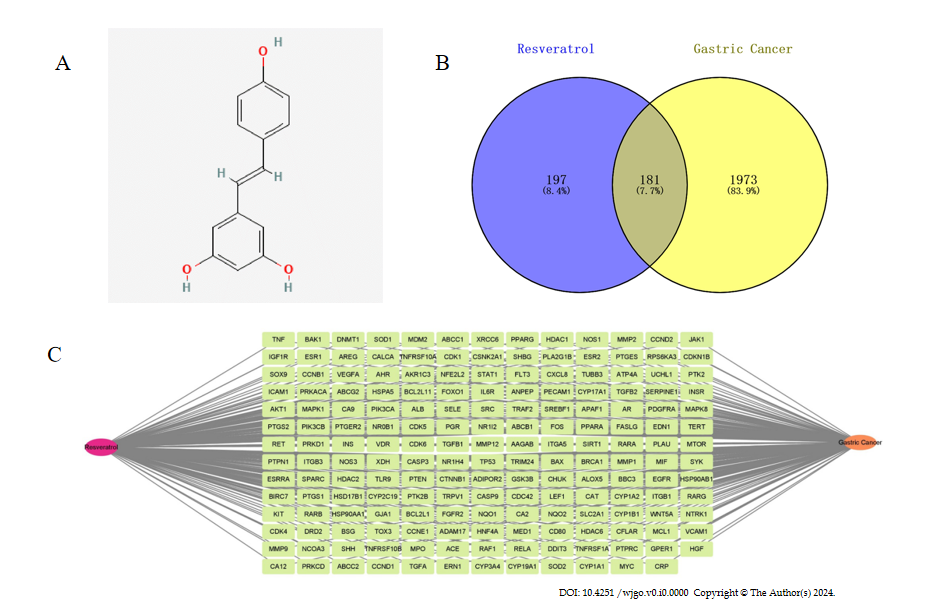 A
H
O
H
H
O
O
H
H
B
Resveratrol
Gastric Cancer
197
(8.4%)
181
(7.7%)
1973
(83.9%)
C
TNF BAK1 DNMT1 SOD1 MDM2 ABCC1 XRCC6 PPARG HDAC1 NOS1 MMP2 CCND2 JAK1
IGF1R ESR1 AREG CALCA TNFRSF10A CDK1 CSNK2A1 SHBG PLA2G1B ESR2 PTGES RPS6KA3 CDKN1B
SOX9 CCNB1 VEGFA AHR AKR1C3 NFE2L2 STAT1 FLT3 CXCL8 TUBB3 ATP4A UCHL1 PTK2
ICAM1 PRKACA ABCG2 HSPA5 BCL2L11 FOXO1 IL6R ANPEP PECAM1 CYP17A1 TGFB2 SERPINE1 INSR
AKT1 MAPK1 CA9 PIK3CA ALB SELE SRC TRAF2 SREBF1 APAF1 AR PDGFRA MAPK8
PTGS2 PIK3CB PTGER2 NR0B1 CDK5 PGR NR1I2 ABCB1 FOS PPARA FASLG EDN1 TERT
RET PRKD1 INS VDR CDK6 TGFB1 MMP12 AAGAB ITGA5 SIRT1 RARA PLAU MTOR
Resveratrol
Gastric Cancer
PTPN1 ITGB3 NOS3 XDH CASP3 NR1H4 TP53 TRIM24 BAX BRCA1 MMP1 MIF SYK
ESRRA SPARC HDAC2 TLR9 PTEN CTNNB1 ADIPOR2 GSK3B CHUK ALOX5 BBC3 EGFR HSP90AB1
BIRC7 PTGS1 HSD17B1 CYP2C19 PTK2B TRPV1 CASP9 CDC42 LEF1 CAT CYP1A2 ITGB1 RARG
KIT RARB HSP90AA1 GJA1 BCL2L1 FGFR2 NQO1 CA2 NQO2 SLC2A1 CYP1B1 WNT5A NTRK1
CDK4 DRD2 BSG TOX3 CCNE1 ADAM17 HNF4A MED1 CD80 HDAC6 CFLAR MCL1 VCAM1
MMP9 NCOA3 SHH TNFRSF10B MPO ACE RAF1 RELA DDIT3 TNFRSF1A PTPRC GPER1 HGF
CA12 PRKCD ABCC2 CCND1 TGFA ERN1 CYP3A4 CYP19A1 SOD2 CYP1A1 MYC CRP
DOI: 10.4251 /wjgo.v0.i0.0000 Copyright © The Author(s) 2024.